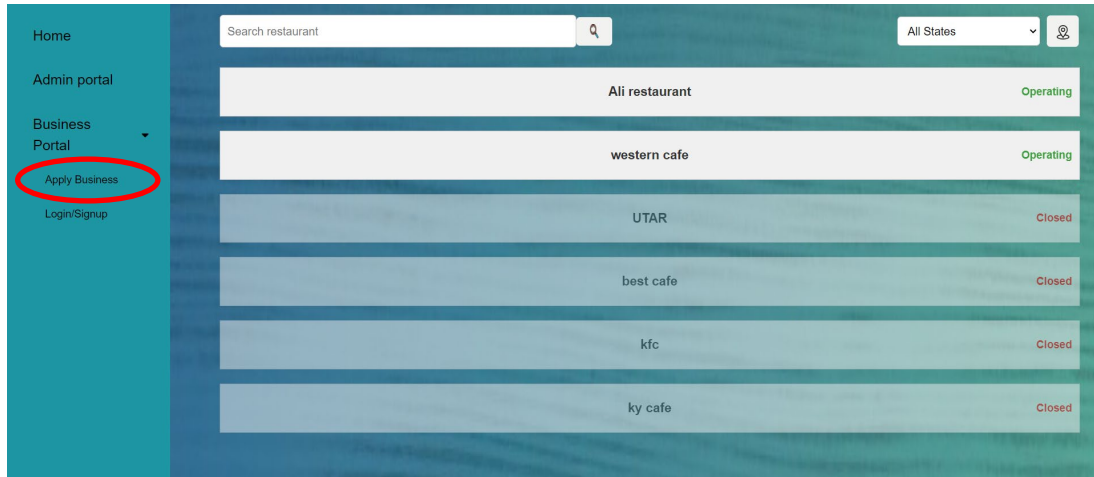 Home
Admin portal
Business
Portal
Apply Business
Login/Signup
Search restaurant
All States
Ali restaurant
Operating
western cafe
Operating
UTAR
Closed
best cafe
Closed
kfc
Closed
ky cafe
Closed